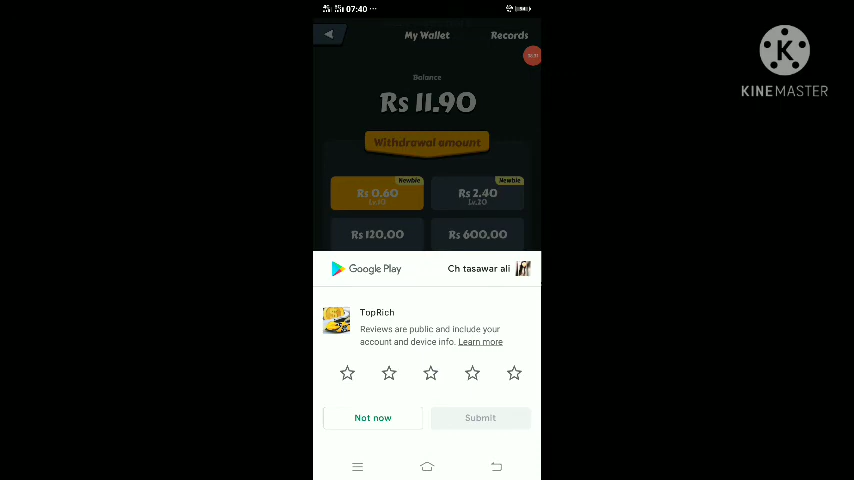 07:40
My Wallet Records
Balance
Rs 11.90
Withdrawal amount
Newbie Newbie
Rs 0.60 Rs 2.40
Lv.10 Lv.20
Rs 120.00 Rs 600.00
Google Play Ch tasawar ali
TopRich
Reviews are public and include your
account and device info. Learn more
Not now Submit
K
KINEMASTER